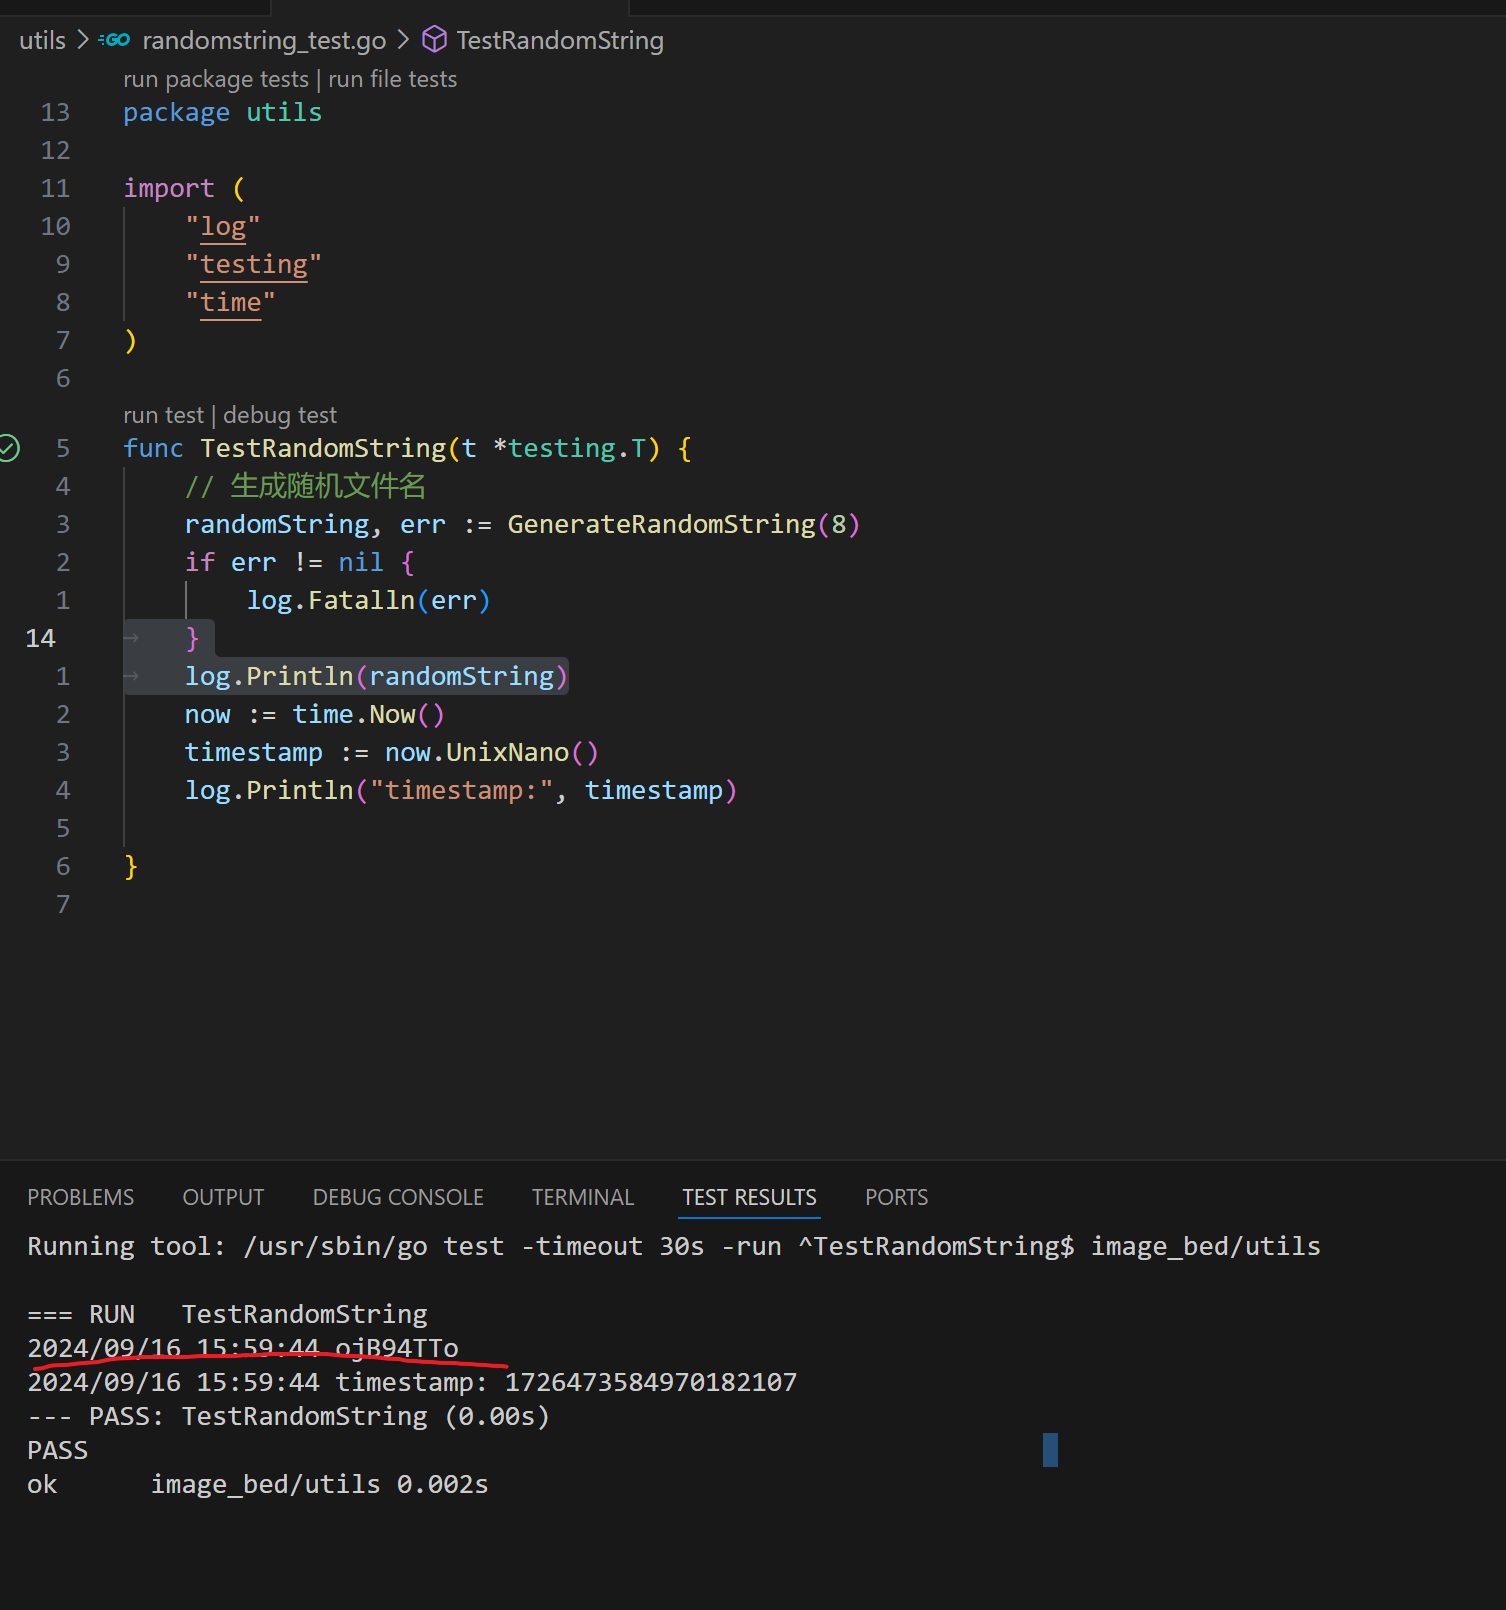 utils > GO randomstring_test.go > TestRandomString
run package tests | run file tests
13 package utils
12
11 import (
10 "log"
9 "testing"
8 "time"
7 )
6
run test | debug test
5 func TestRandomString(t *testing.T) {
4 // 生成随机文件名
3 randomString, err := GenerateRandomString(8)
2 if err != nil {
1 log.Fatalln(err)
14 }
1 log.Println(randomString)
2 now := time.Now()
3 timestamp := now.UnixNano()
4 log.Println("timestamp:", timestamp)
5
6 }
7
PROBLEMS OUTPUT DEBUG CONSOLE TERMINAL TEST RESULTS PORTS
Running tool: /usr/sbin/go test -timeout 30s -run ^TestRandomString$ image_bed/utils
=== RUN TestRandomString
2024/09/16 15:59:44 ojB94TTo
2024/09/16 15:59:44 timestamp: 1726473584970182107
--- PASS: TestRandomString (0.00s)
PASS
ok image_bed/utils 0.002s